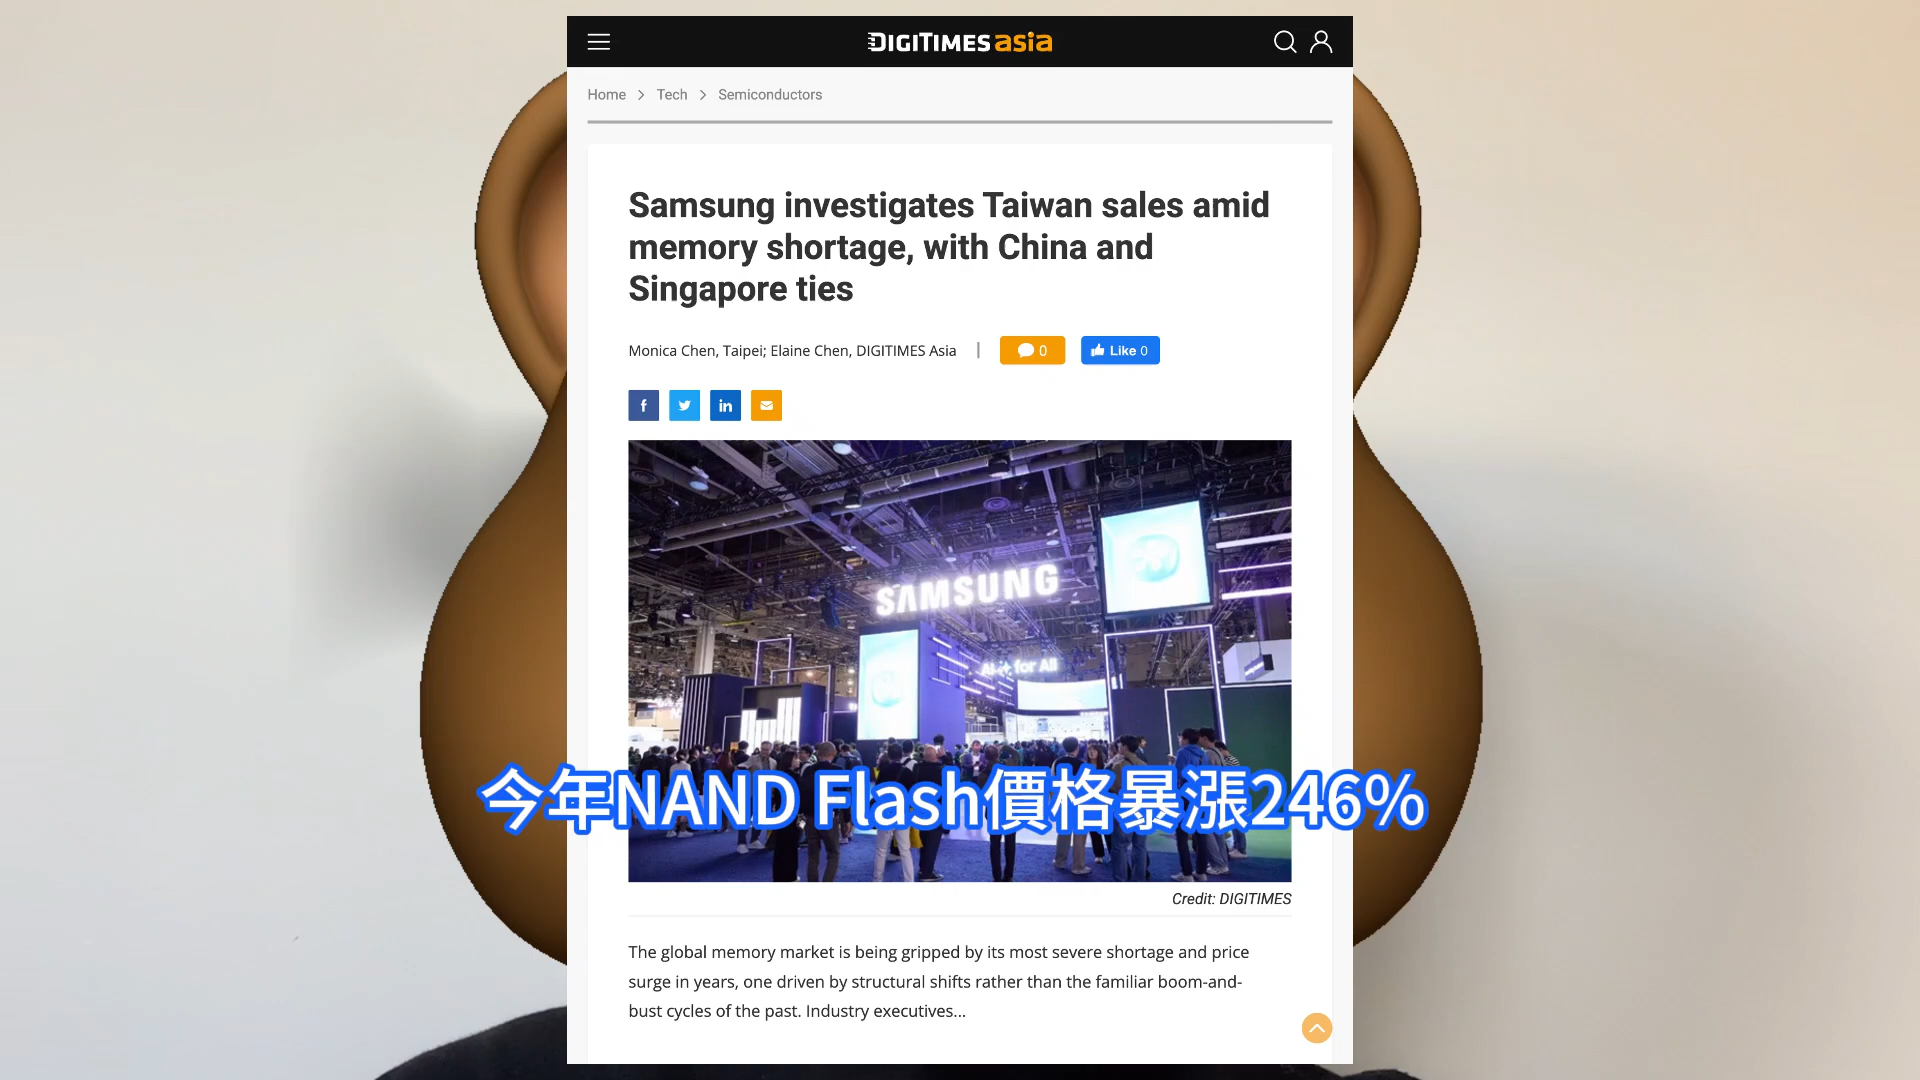 DIGITIMES asia
Home > Tech > Semiconductors
Samsung investigates Taiwan sales amid
memory shortage, with China and
Singapore ties
Monica Chen, Taipei; Elaine Chen, DIGITIMES Asia | 0 Like 0
SAMSUNG
AI for All
今年NAND Flash價格暴漲246%
Credit: DIGITIMES
The global memory market is being gripped by its most severe shortage and price
surge in years, one driven by structural shifts rather than the familiar boom-and-
bust cycles of the past. Industry executives...